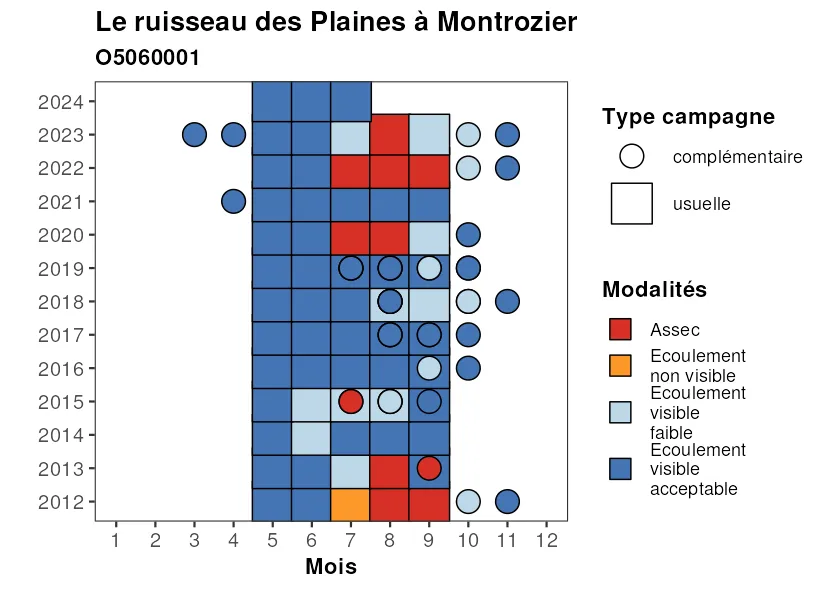 Le ruisseau des Plaines à Montrozier
O5060001
2024
2023
2022
2021
2020
2019
2018
2017
2016
2015
2014
2013
2012
1 2 3 4 5 6 7 8 9 10 11 12
Mois
Type campagne
complémentaire
usuelle
Modalités
Assec
Ecoulement
non visible
Ecoulement
visible
faible
Ecoulement
visible
acceptable